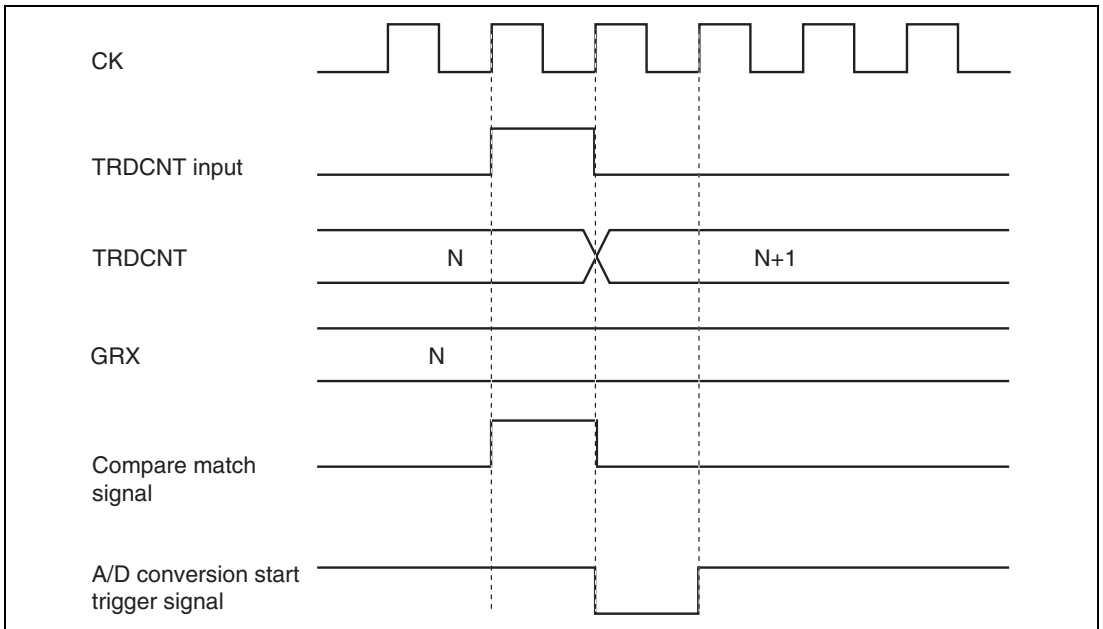 CK
TRDCNT input
TRDCNT
N
N+1
GRX
N
Compare match
signal
A/D conversion start
trigger signal